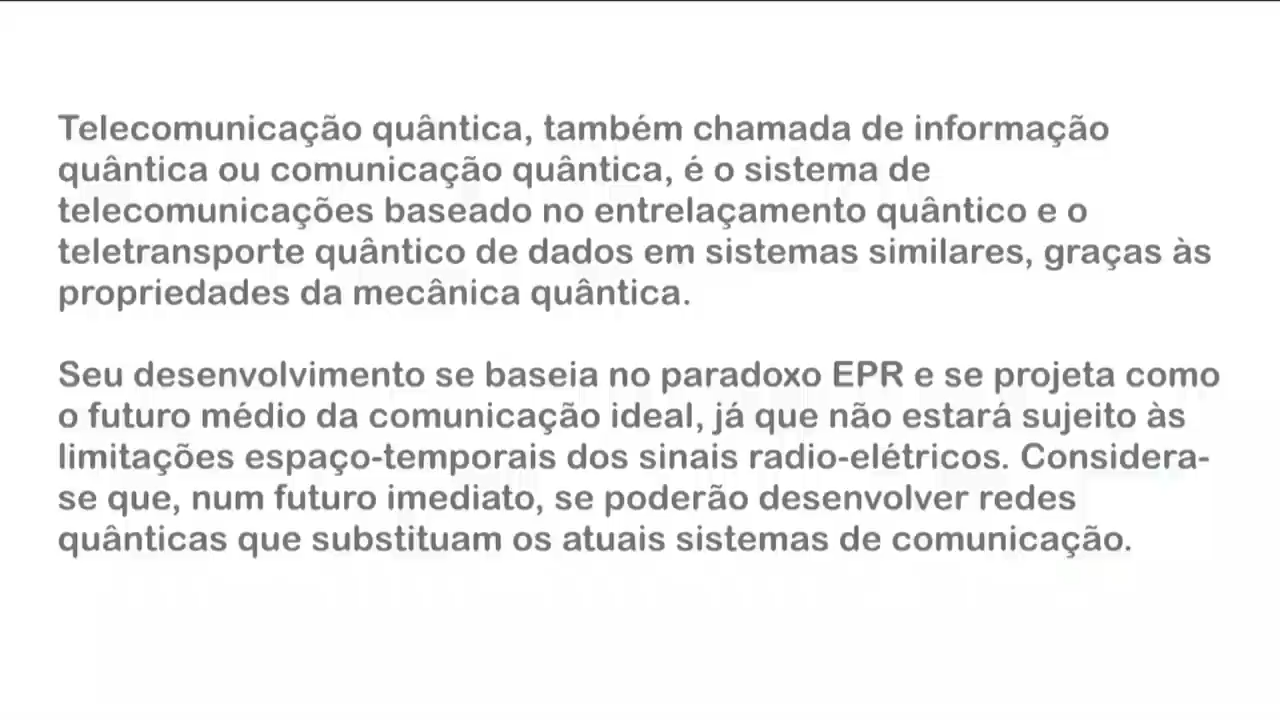 Telecomunicação quântica, também chamada de informação
quântica ou comunicação quântica, é o sistema de
telecomunicações baseado no entrelaçamento quântico e o
teletransporte quântico de dados em sistemas similares, graças às
propriedades da mecânica quântica.
Seu desenvolvimento se baseia no paradoxo EPR e se projeta como
o futuro médio da comunicação ideal, já que não estará sujeito às
limitações espaço-temporais dos sinais radio-elétricos. Considera-
se que, num futuro imediato, se poderão desenvolver redes
quânticas que substituam os atuais sistemas de comunicação.